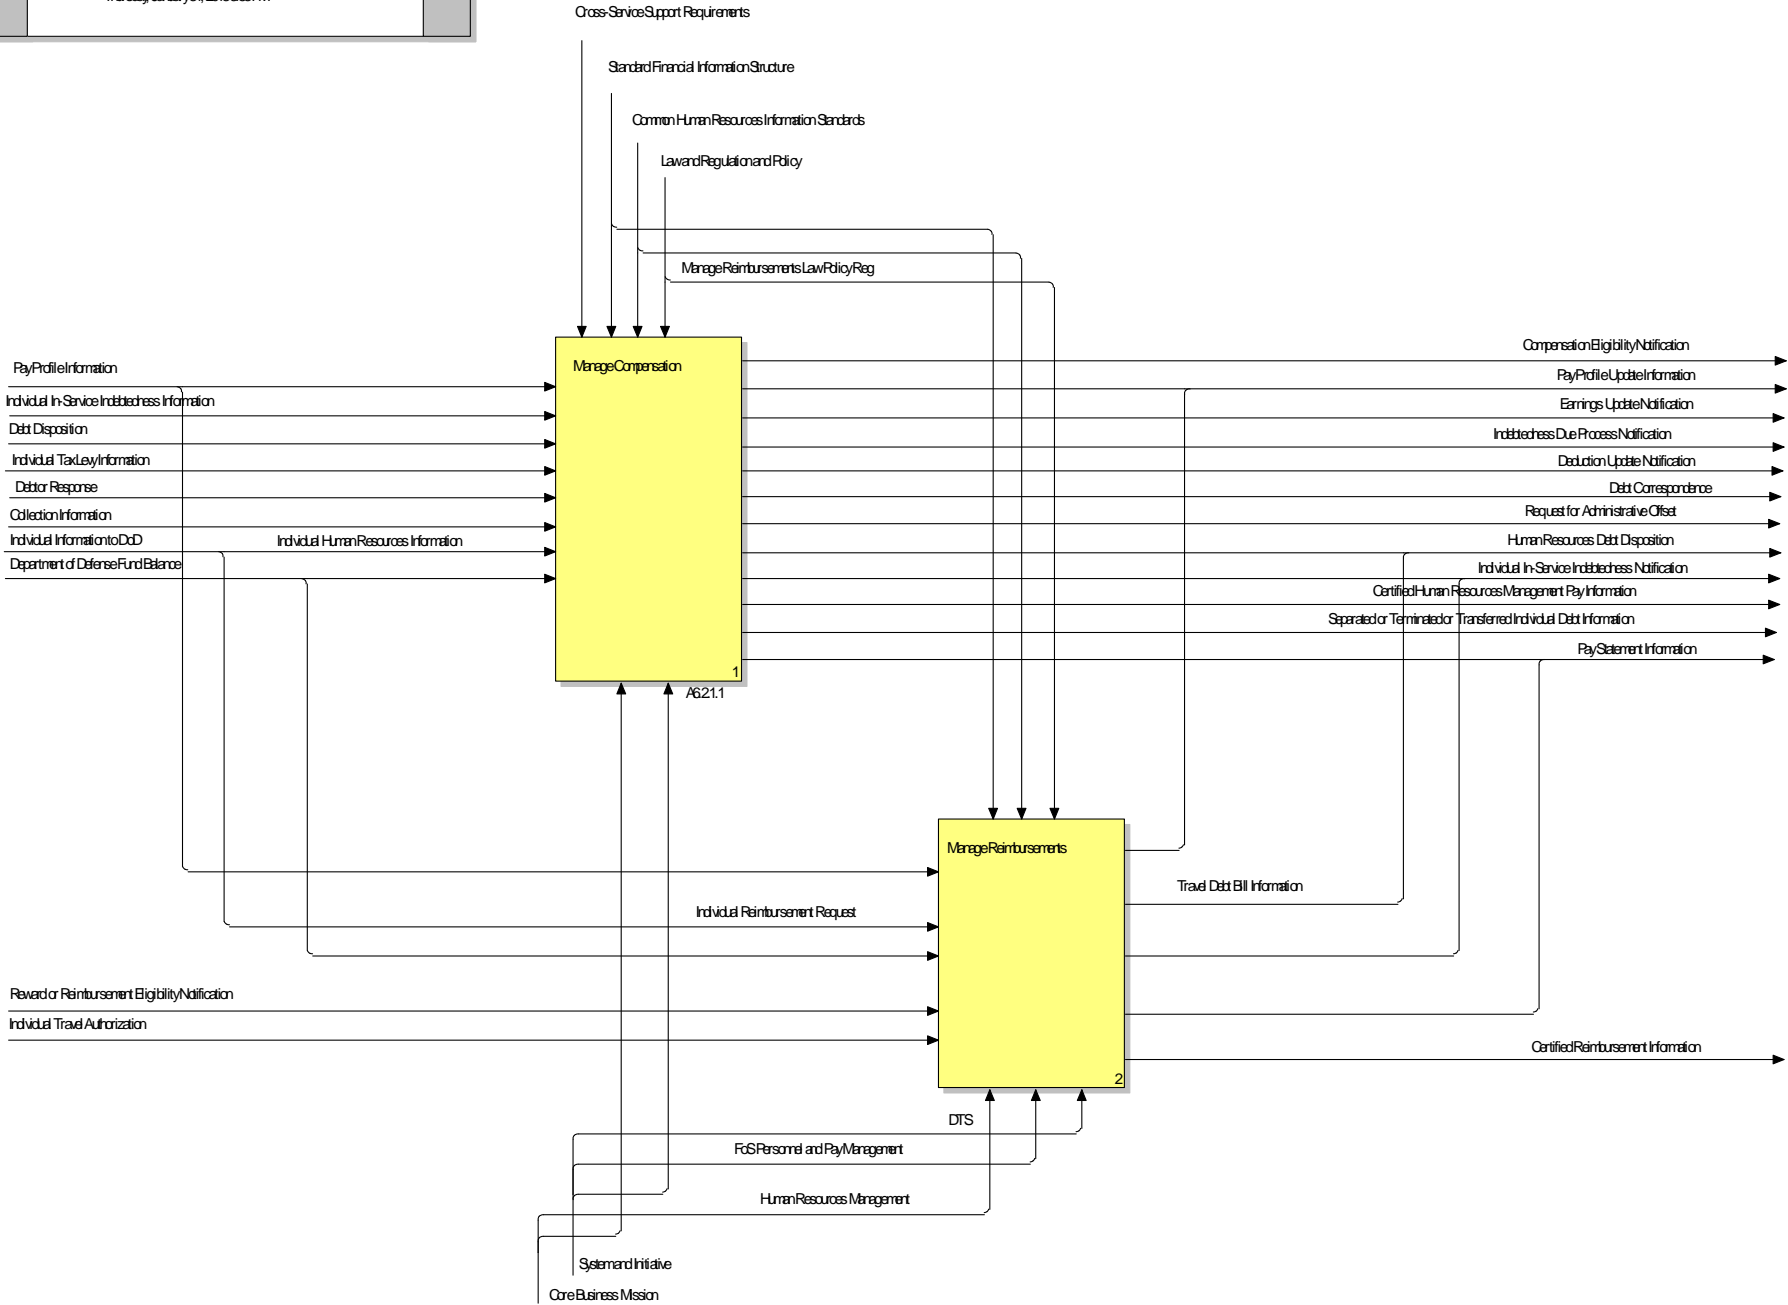 Cross-Service Support Requirements
Standard Financial Information Structure
Common Human Resources Information Standards
Law and Regulation and Policy
Manage Reimbursements Law Policy Reg
Pay Profile Information
Individual In-Service Indebtedness Information
Debt Disposition
Individual Tax Levy Information
Debtor Response
Collection Information
Individual Information to DoD
Individual Human Resources Information
Department of Defense Fund Balance
Manage Compensation
1
A6.2.1.1
Compensation Eligibility Notification
Pay Profile Update Information
Earnings Update Notification
Indebtedness Due Process Notification
Deduction Update Notification
Debt Correspondence
Request for Administrative Offset
Human Resources Debt Disposition
Individual In-Service Indebtedness Notification
Certified Human Resources Management Pay Information
Separated or Terminated or Transferred Individual Debt Information
Pay Statement Information
Manage Reimbursements
2
Travel Debt Bill Information
Individual Reimbursement Request
Reward or Reimbursement Eligibility Notification
Individual Travel Authorization
Certified Reimbursement Information
DTS
FoS Personnel and Pay Management
Human Resources Management
System and Initiative
Core Business Mission